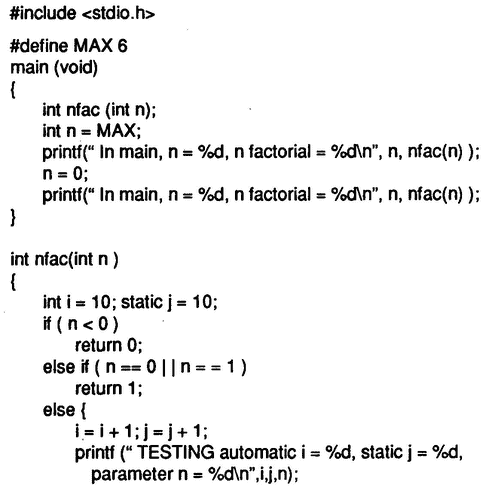 #include <stdio.h>
#define MAX 6
main (void)
{
int nfac (int n);
int n = MAX;
printf(“ In main, n = %d, n factorial = %d\n”, n, nfac(n) );
n = 0;
printf(“ In main, n = %d, n factorial = %d\n”, n, nfac(n) );
}
int nfac(int n )
{
int i = 10; static j = 10;
if ( n < 0 )
return 0;
else if ( n == 0 | | n = = 1 )
return 1;
else {
i = i + 1; j = j + 1;
printf (“ TESTING automatic i = %d, static j = %d,
parameter n = %d\n”,i,j,n);